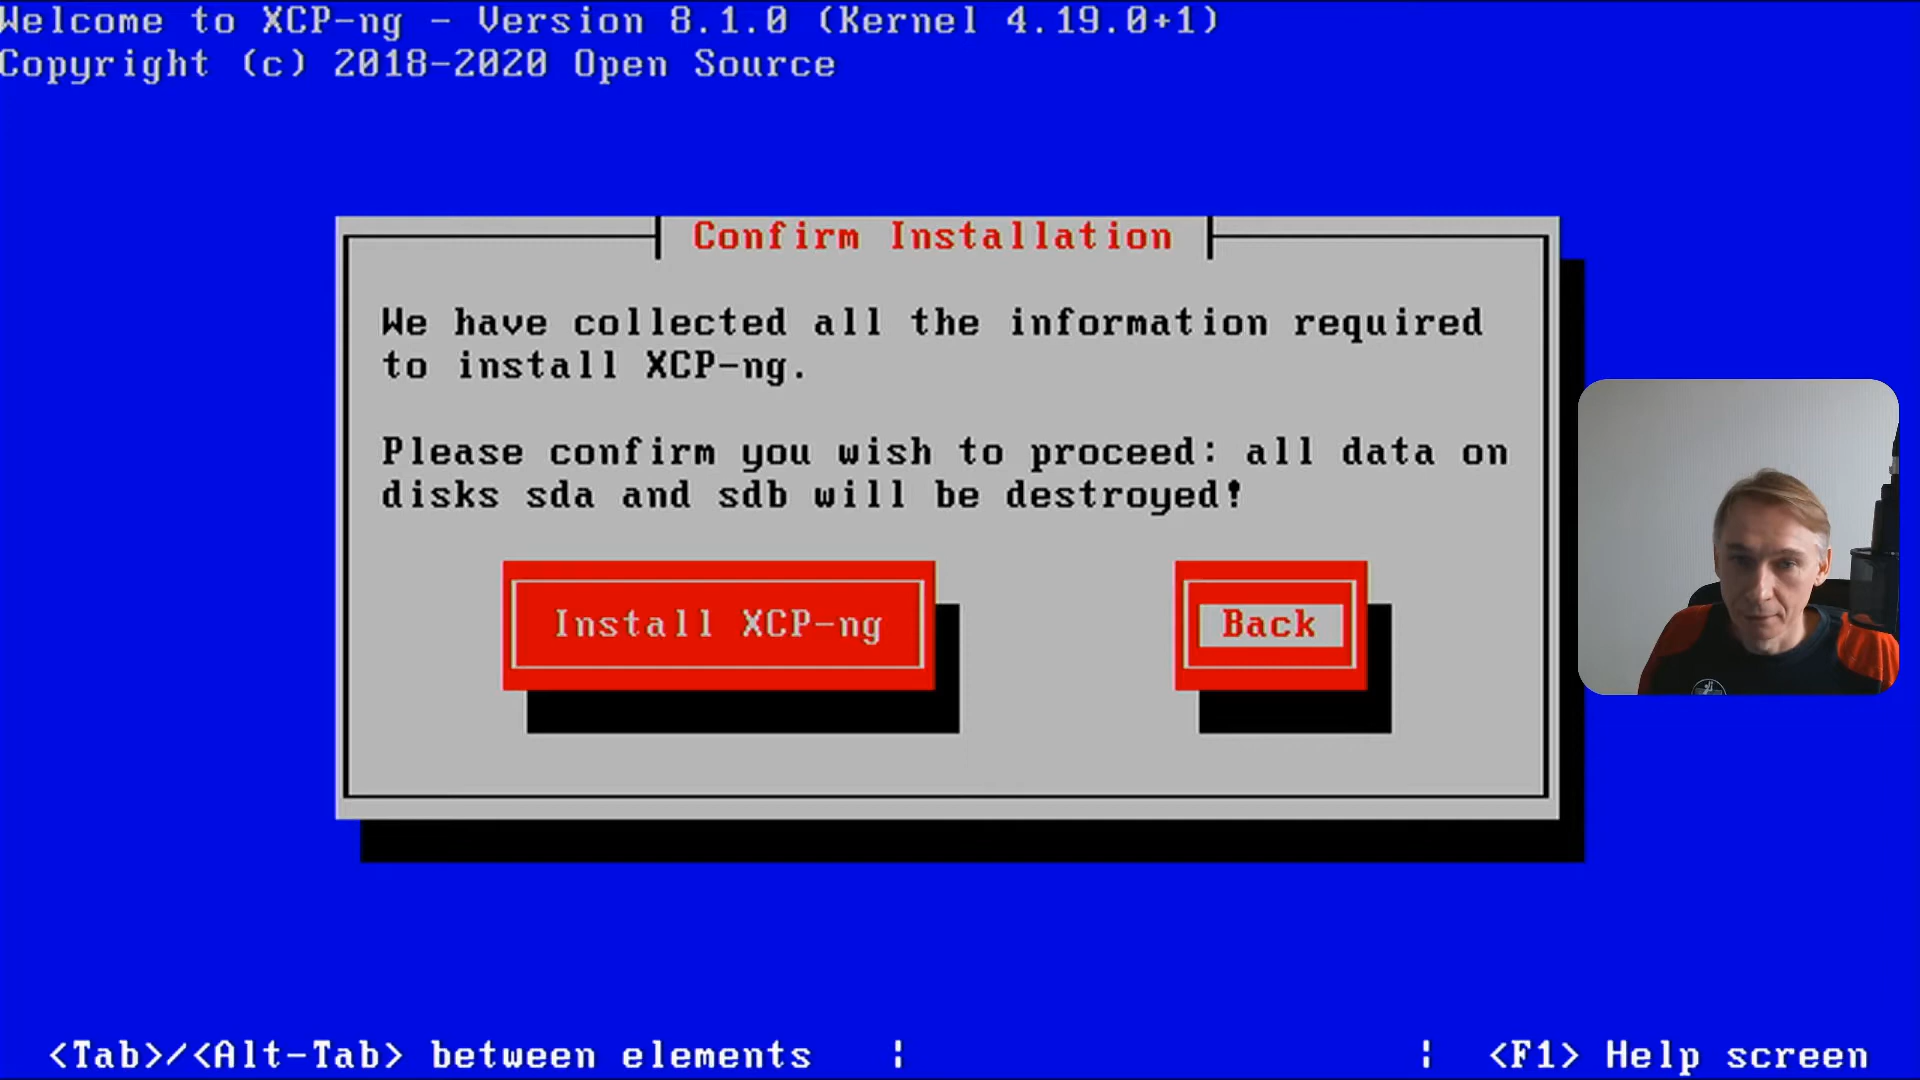 Welcome to XCP-ng - Version 8.1.0 (Kernel 4.19.0+1)
Copyright (c) 2018-2020 Open Source
Confirm Installation
We have collected all the information required
to install XCP-ng.
Please confirm you wish to proceed: all data on
disks sda and sdb will be destroyed!
Install XCP-ng
Back
<Tab>/<Alt-Tab> between elements | | <F1> Help screen